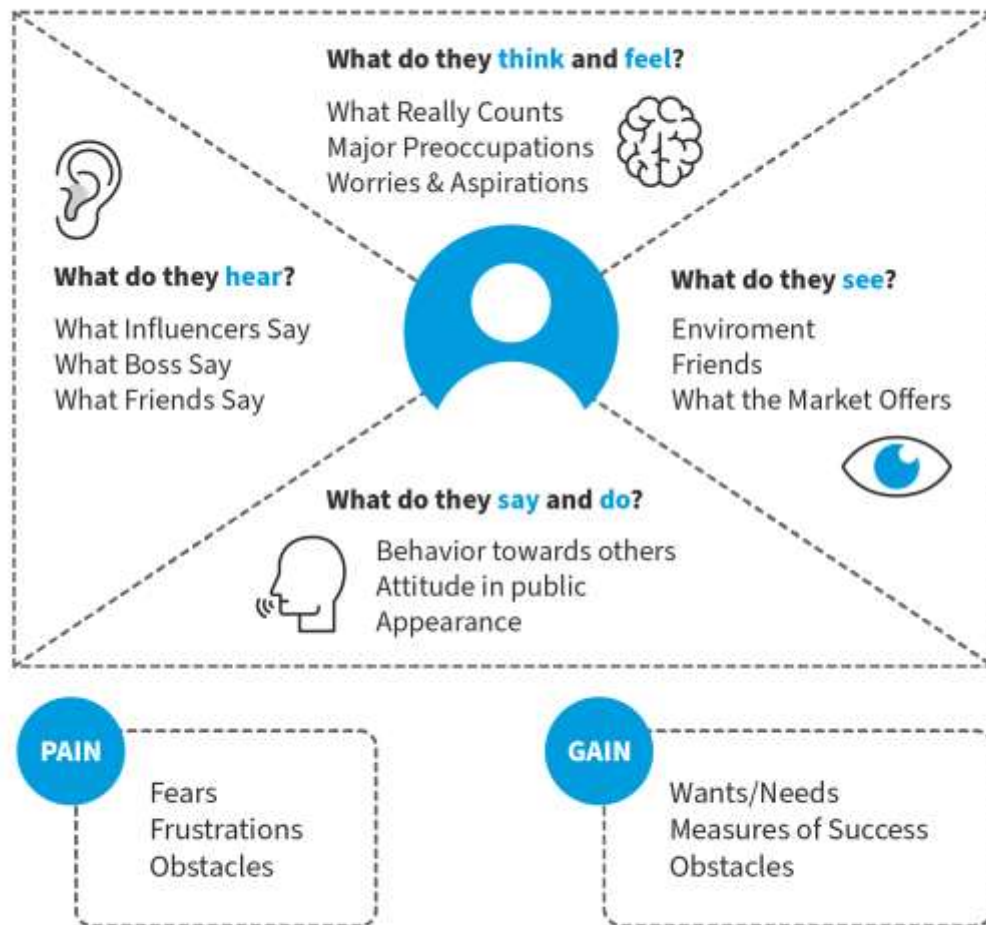 What do they think and feel?
What Really Counts
Major Preoccupations
Worries & Aspirations
What do they hear?
What Influencers Say
What Boss Say
What Friends Say
What do they see?
Enviroment
Friends
What the Market Offers
What do they say and do?
Behavior towards others
Attitude in public
Appearance
PAIN
Fears
Frustrations
Obstacles
GAIN
Wants/Needs
Measures of Success
Obstacles